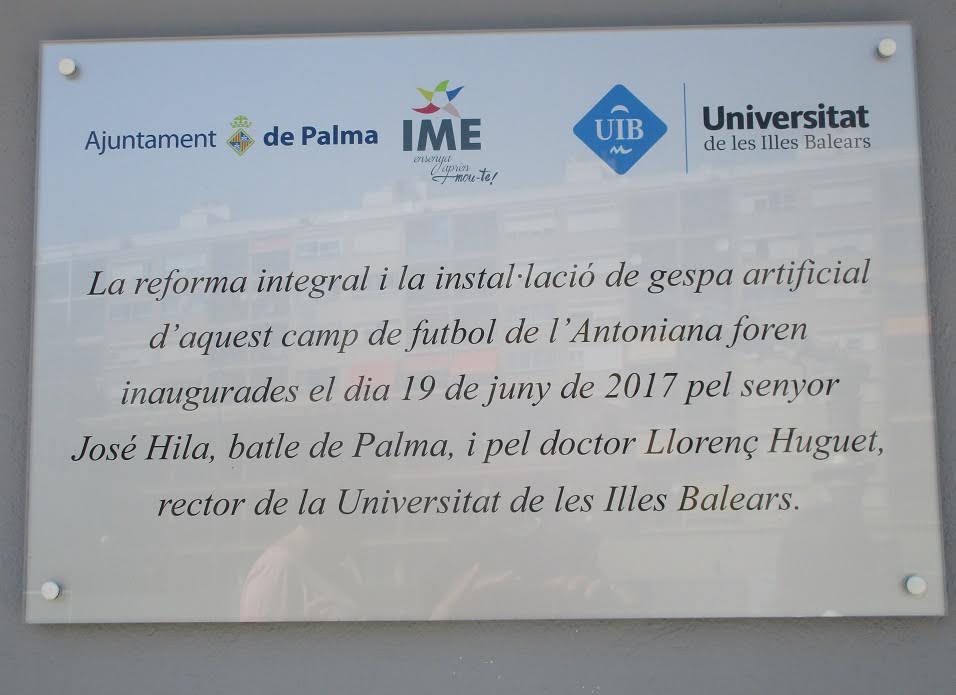 Ajuntament de Palma
IME
ensenya
aprèn
mou-te!
UIB
Universitat
de les Illes Balears
La reforma integral i la instal·lació de gespa artificial
d’aquest camp de futbol de l’Antoniana foren
inaugurades el dia 19 de juny de 2017 pel senyor
José Hila, batle de Palma, i pel doctor Llorenç Huguet,
rector de la Universitat de les Illes Balears.